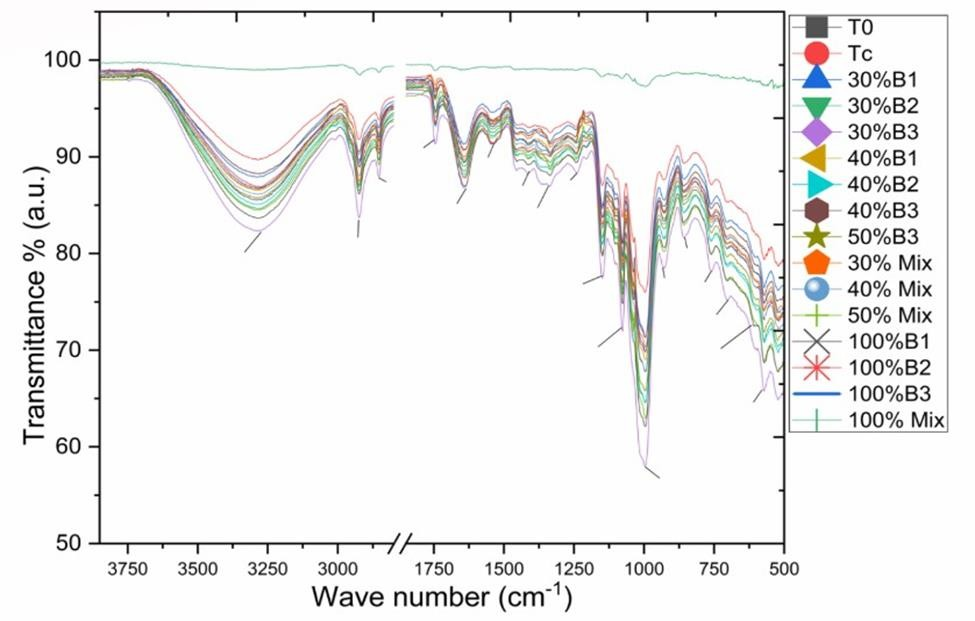 100
90
80
70
60
50
Transmittance % (a.u.)
3750 3500 3250 3000 1750 1500 1250 1000 750 500
Wave number (cm⁻¹)
T0
Tc
30%B1
30%B2
30%B3
40%B1
40%B2
40%B3
50%B3
30% Mix
40% Mix
50% Mix
100%B1
100%B2
100%B3
100% Mix